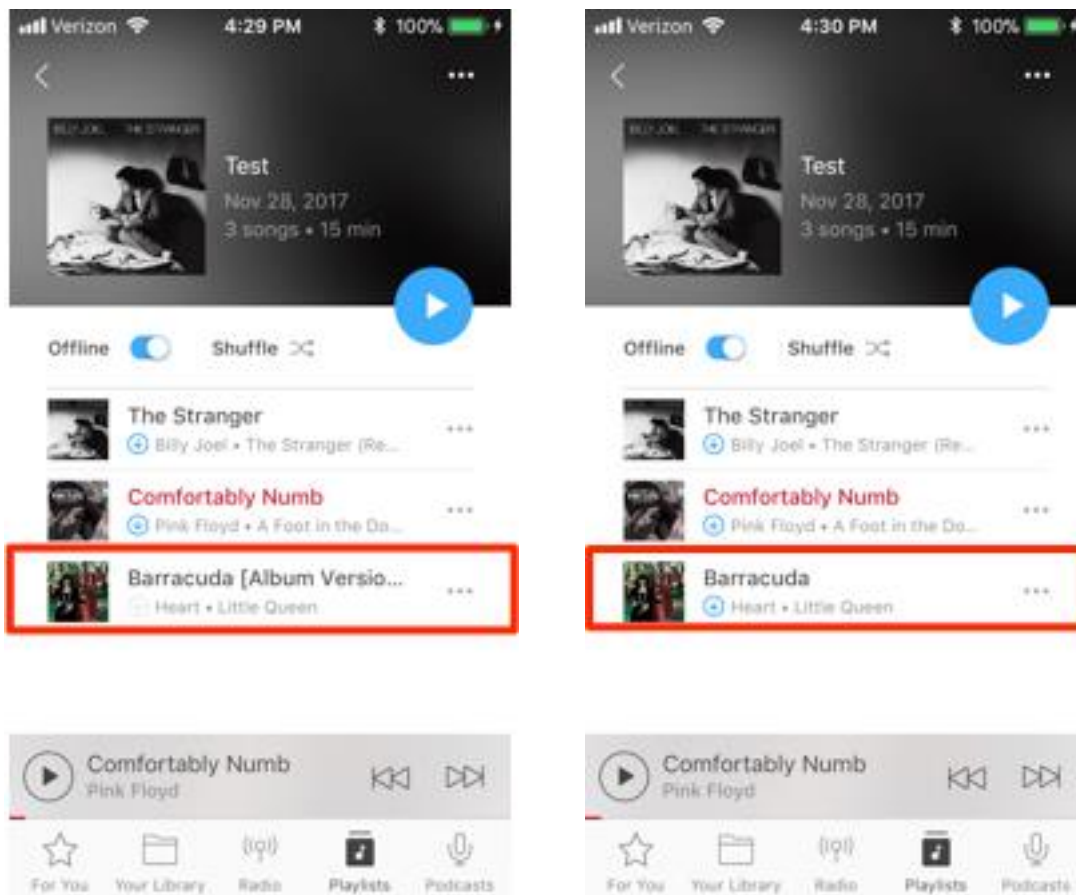 Verizon 4:29 PM 100%
BILLY JOEL THE STRANGER
Test
Nov 28, 2017
3 songs • 15 min
Offline Shuffle
The Stranger
Billy Joel • The Stranger (Re...
Comfortably Numb
Pink Floyd • A Foot in the Do...
Barracuda [Album Versio...
Heart • Little Queen
Comfortably Numb
Pink Floyd
For You Your Library Radio Playlists Podcasts
Verizon 4:30 PM 100%
BILLY JOEL THE STRANGER
Test
Nov 28, 2017
3 songs • 15 min
Offline Shuffle
The Stranger
Billy Joel • The Stranger (Re...
Comfortably Numb
Pink Floyd • A Foot in the Do...
Barracuda
Heart • Little Queen
Comfortably Numb
Pink Floyd
For You Your Library Radio Playlists Podcasts